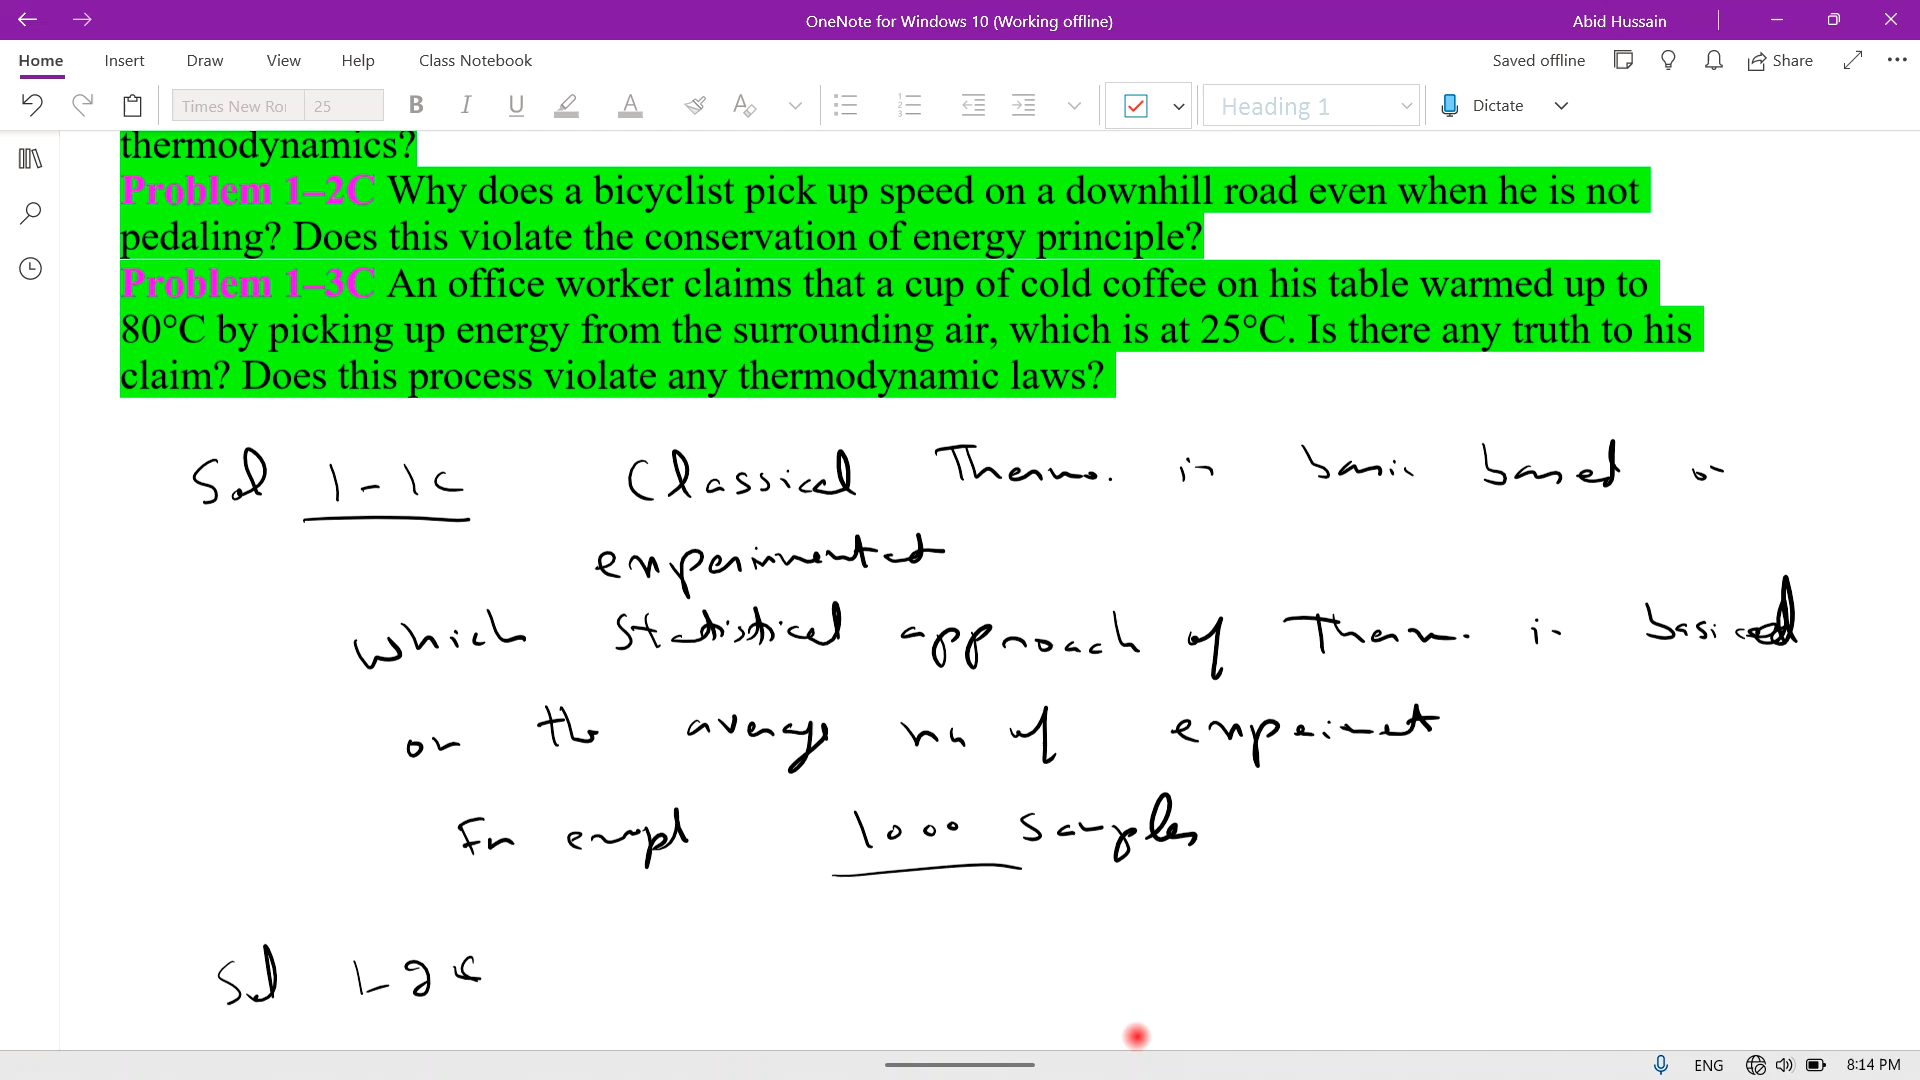 OneNote for Windows 10 (Working offline)
Abid Hussain
Home Insert Draw View Help Class Notebook
Saved offline Share
Times New Ro 25 B I U A Heading 1 Dictate
thermodynamics?
Problem 1–2C Why does a bicyclist pick up speed on a downhill road even when he is not
pedaling? Does this violate the conservation of energy principle?
Problem 1–3C An office worker claims that a cup of cold coffee on his table warmed up to
80°C by picking up energy from the surrounding air, which is at 25°C. Is there any truth to his
claim? Does this process violate any thermodynamic laws?
Sol 1-1C Classical Thermo. is basic based on
experimental
which statistical approach of Therm. is
on the average no of
1000 samples
Sol 1-2C
ENG 8:14 PM